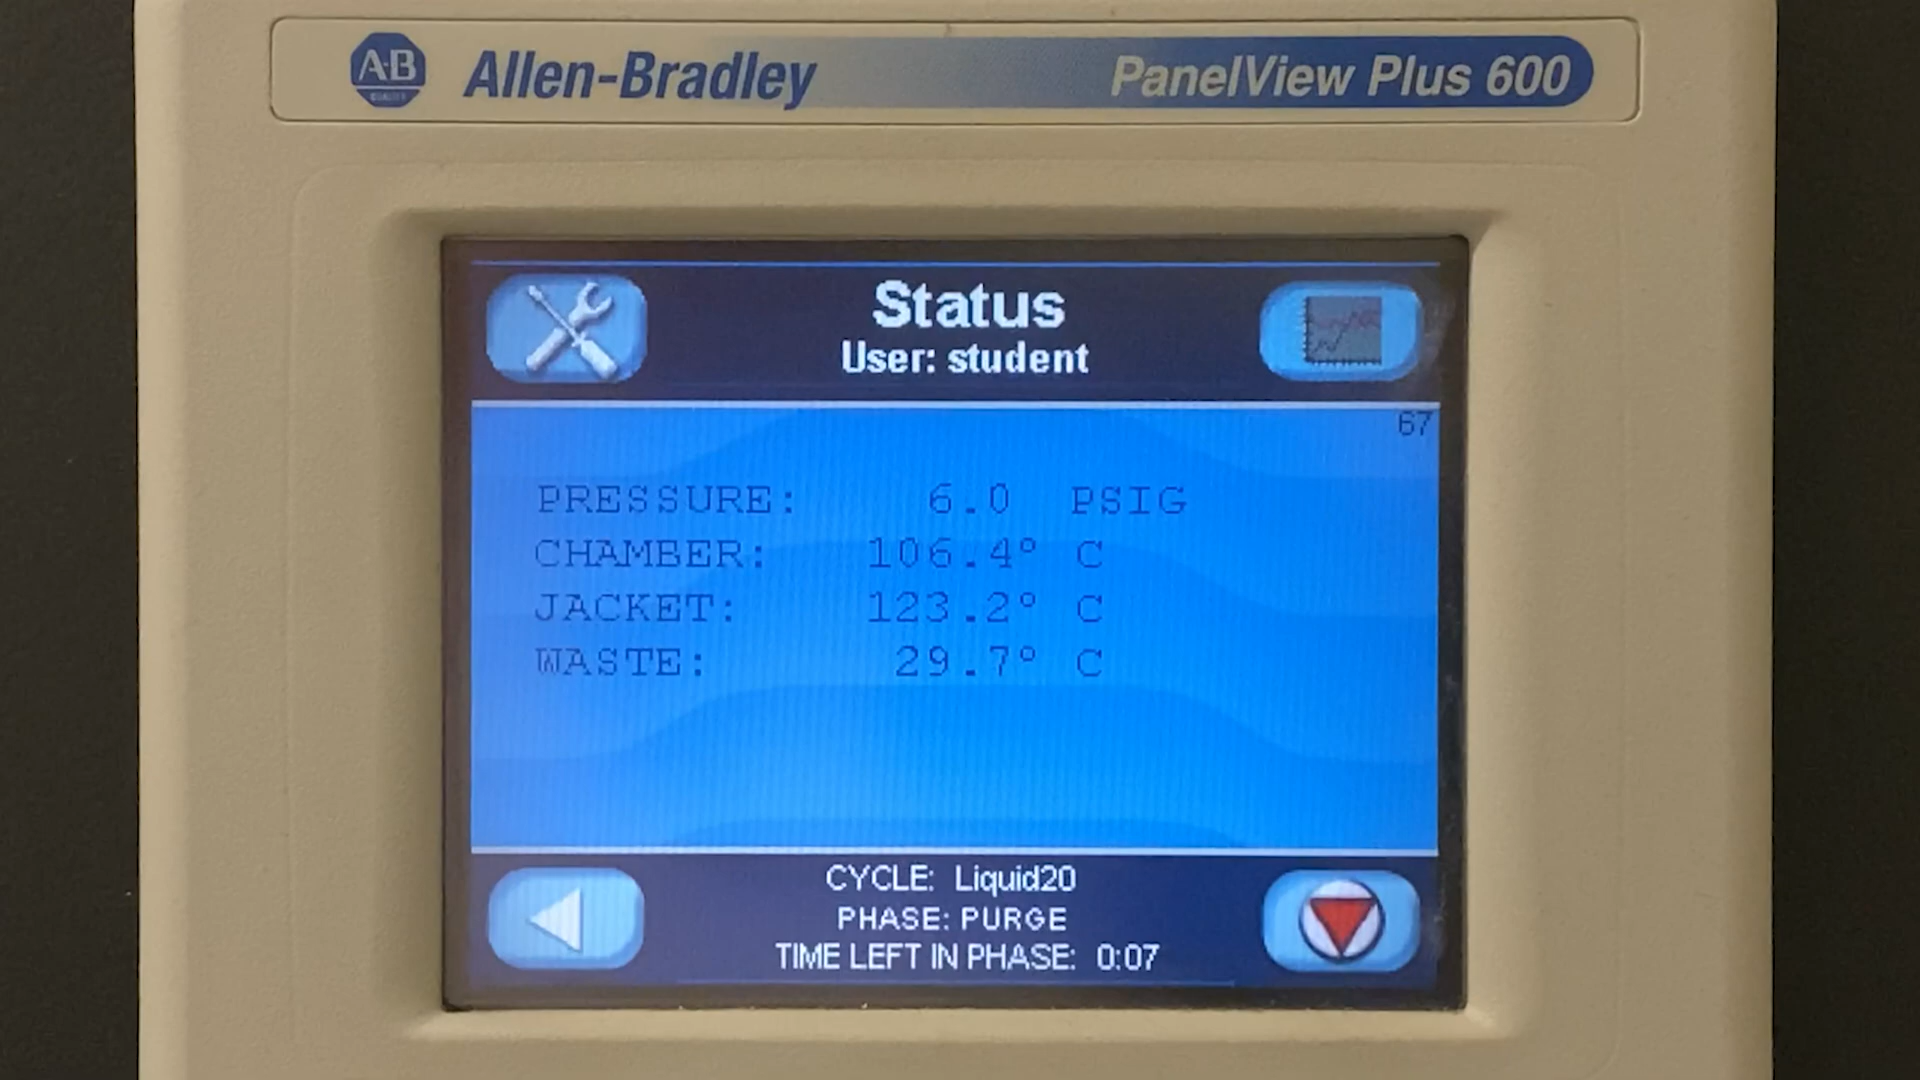 A·B
QUALITY
Allen-Bradley
PanelView Plus 600
Status
User: student
67
PRESSURE: 6.0 PSIG
CHAMBER: 106.4° C
JACKET: 123.2° C
WASTE: 29.7° C
CYCLE: Liquid20
PHASE: PURGE
TIME LEFT IN PHASE: 0:07